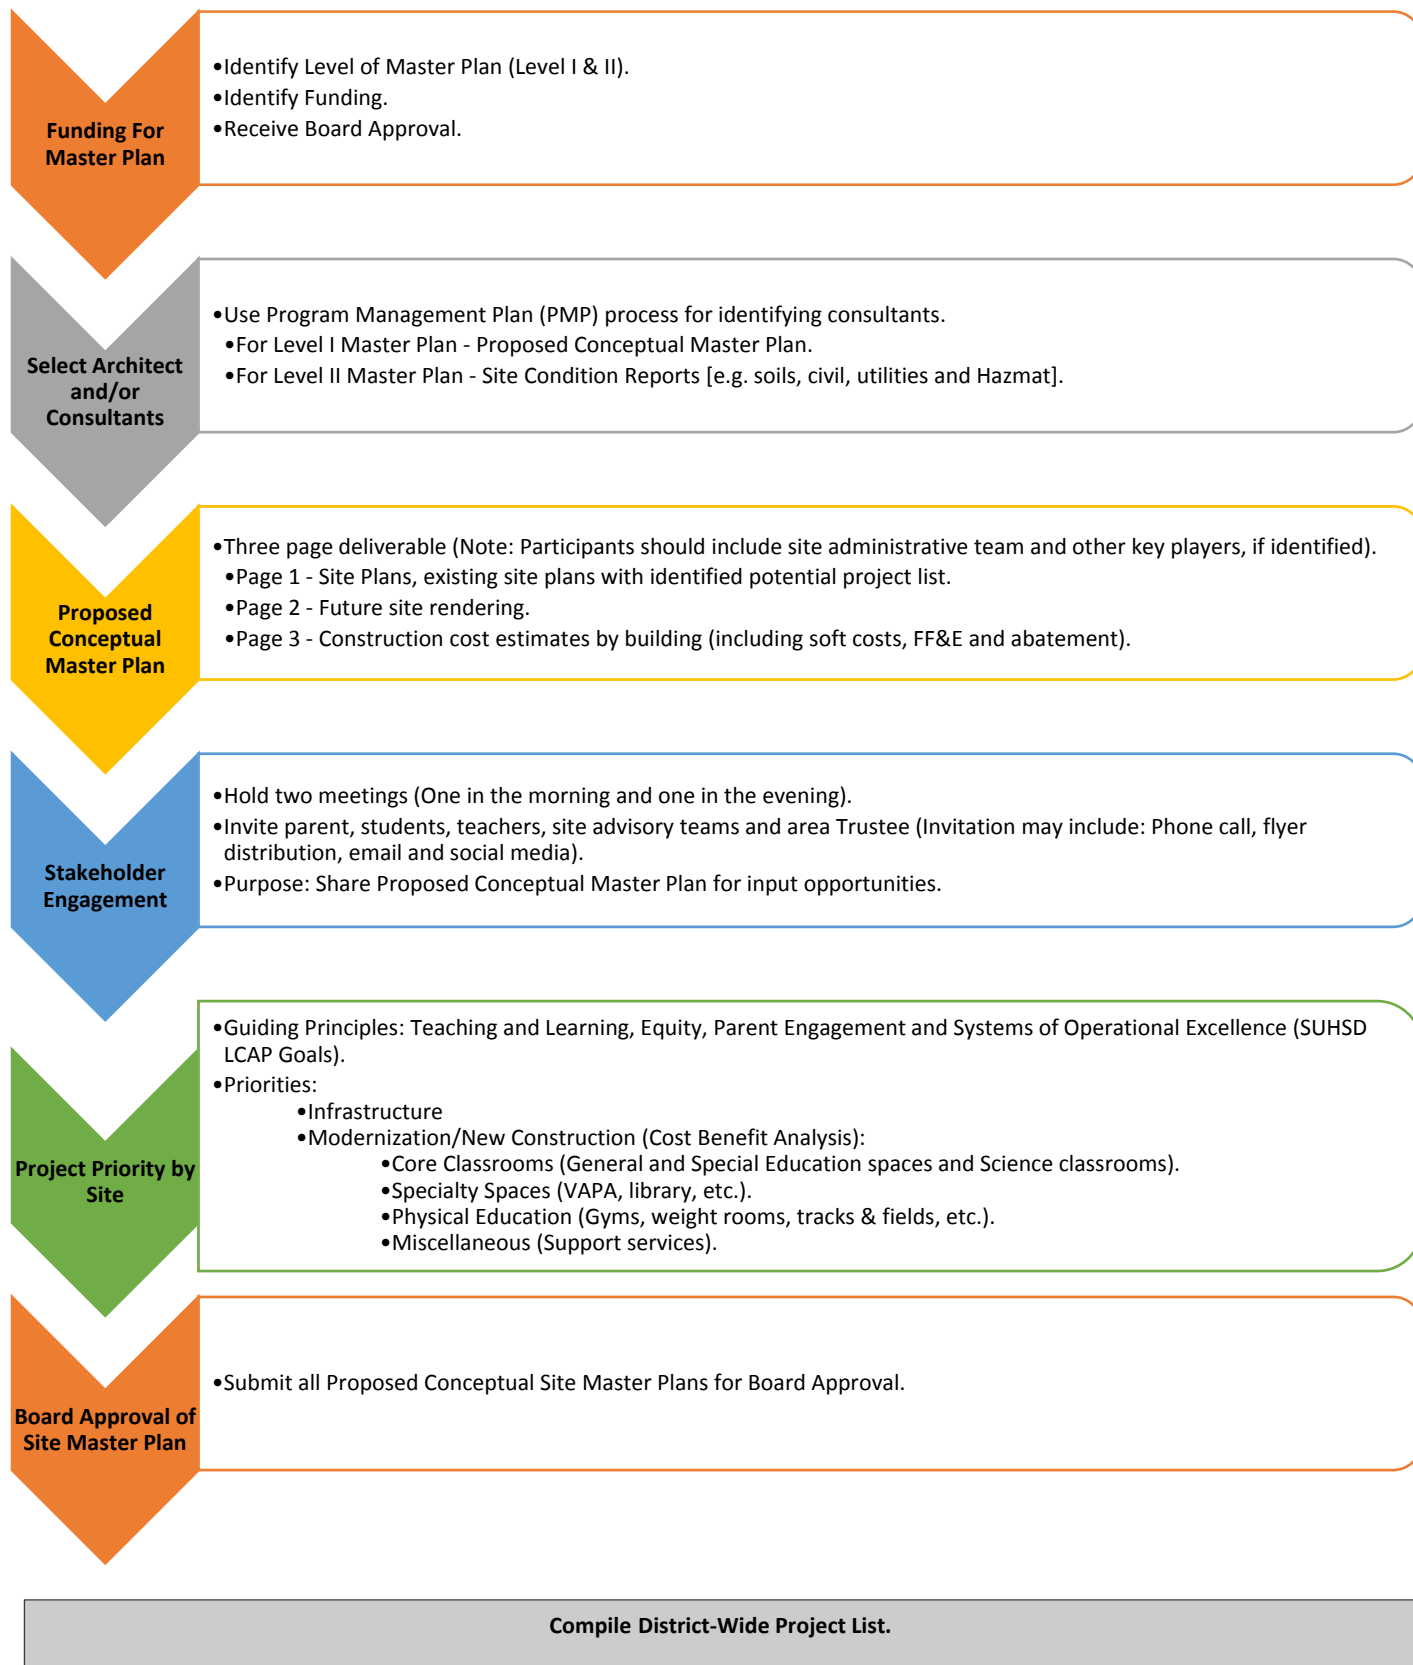 Funding For
Master Plan
•Identify Level of Master Plan (Level I & II).
•Identify Funding.
•Receive Board Approval.
Select Architect
and/or
Consultants
•Use Program Management Plan (PMP) process for identifying consultants.
•For Level I Master Plan - Proposed Conceptual Master Plan.
•For Level II Master Plan - Site Condition Reports [e.g. soils, civil, utilities and Hazmat].
Proposed
Conceptual
Master Plan
•Three page deliverable (Note: Participants should include site administrative team and other key players, if identified).
•Page 1 - Site Plans, existing site plans with identified potential project list.
•Page 2 - Future site rendering.
•Page 3 - Construction cost estimates by building (including soft costs, FF&E and abatement).
Stakeholder
Engagement
•Hold two meetings (One in the morning and one in the evening).
•Invite parent, students, teachers, site advisory teams and area Trustee (Invitation may include: Phone call, flyer
distribution, email and social media).
•Purpose: Share Proposed Conceptual Master Plan for input opportunities.
Project Priority by
Site
•Guiding Principles: Teaching and Learning, Equity, Parent Engagement and Systems of Operational Excellence (SUHSD
LCAP Goals).
•Priorities:
•Infrastructure
•Modernization/New Construction (Cost Benefit Analysis):
•Core Classrooms (General and Special Education spaces and Science classrooms).
•Specialty Spaces (VAPA, library, etc.).
•Physical Education (Gyms, weight rooms, tracks & fields, etc.).
•Miscellaneous (Support services).
Board Approval of
Site Master Plan
•Submit all Proposed Conceptual Site Master Plans for Board Approval.
Compile District-Wide Project List.